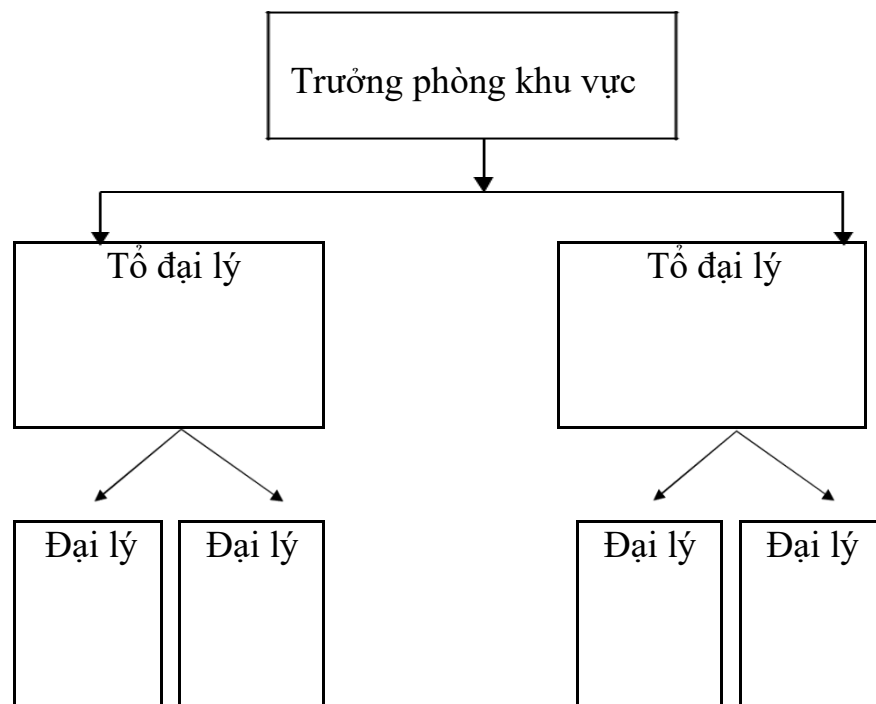 Trưởng phòng khu vực
Tổ đại lý
Tổ đại lý
Đại lý
Đại lý
Đại lý
Đại lý